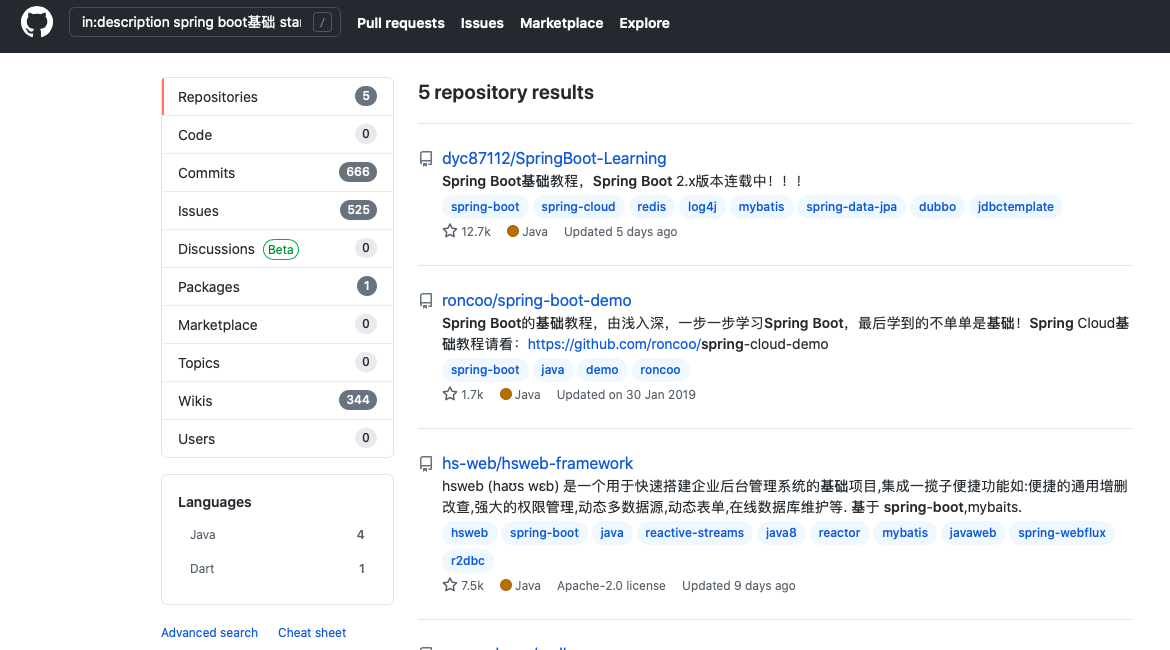 in:description spring boot基础 star
/
Pull requests
Issues
Marketplace
Explore
Repositories 5
Code 0
Commits 666
Issues 525
Discussions Beta 0
Packages 1
Marketplace 0
Topics 0
Wikis 344
Users 0
Languages
Java 4
Dart 1
Advanced search
Cheat sheet
5 repository results
dyc87112/SpringBoot-Learning
Spring Boot基础教程，Spring Boot 2.x版本连载中！！！
spring-boot spring-cloud redis log4j mybatis spring-data-jpa dubbo jdbctemplate
12.7k Java Updated 5 days ago
roncoo/spring-boot-demo
Spring Boot的基础教程，由浅入深，一步一步学习Spring Boot，最后学到的不单单是基础！Spring Cloud基
础教程请看：https://github.com/roncoo/spring-cloud-demo
spring-boot java demo roncoo
1.7k Java Updated on 30 Jan 2019
hs-web/hsweb-framework
hsweb (haʊs wɛb) 是一个用于快速搭建企业后台管理系统的基础项目,集成一揽子便捷功能如:便捷的通用增删
改查,强大的权限管理,动态多数据源,动态表单,在线数据库维护等. 基于 spring-boot,mybaits.
hsweb spring-boot java reactive-streams java8 reactor mybatis javaweb spring-webflux
r2dbc
7.5k Java Apache-2.0 license Updated 9 days ago